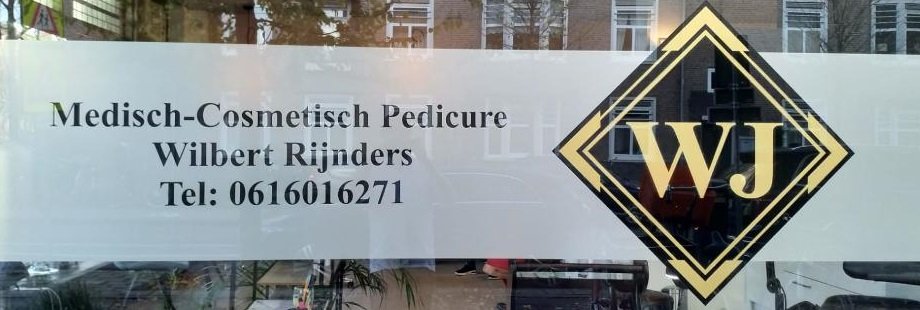 Medisch-Cosmetisch Pedicure
Wilbert Rijnders
Tel: 0616016271
WJ